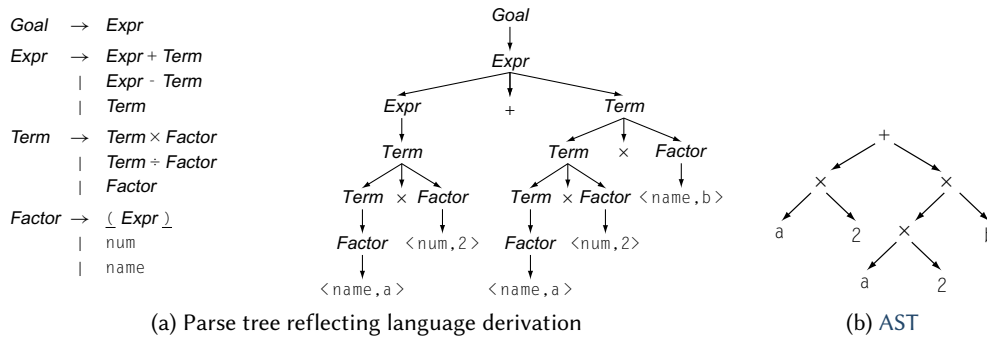 Goal → Expr
Expr → Expr + Term
| Expr - Term
| Term
Term → Term × Factor
| Term ÷ Factor
| Factor
Factor → ( Expr )
| num
| name
Goal
Expr
Expr + Term
Term Term × Factor
Term × Factor Term × Factor <name,b>
Factor <num,2> Factor <num,2>
<name,a> <name,a>
(a) Parse tree reflecting language derivation
+
× ×
a 2 × b
a 2
(b) AST